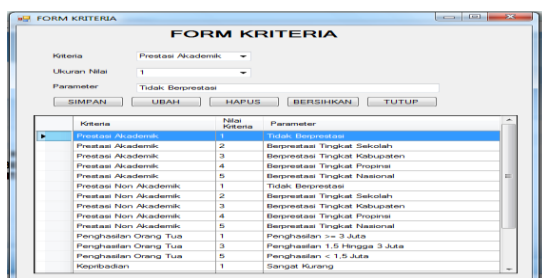 FORM KRITERIA
FORM KRITERIA
Kriteria Prestasi Akademik
Ukuran Nilai 1
Parameter Tidak Berprestasi
SIMPAN UBAH HAPUS BERSIHKAN TUTUP
Kriteria Nilai Kriteria Parameter
Prestasi Akademik 1 Tidak Berprestasi
Prestasi Akademik 2 Berprestasi Tingkat Sekolah
Prestasi Akademik 3 Berprestasi Tingkat Kabupaten
Prestasi Akademik 4 Berprestasi Tingkat Propinsi
Prestasi Akademik 5 Berprestasi Tingkat Nasional
Prestasi Non Akademik 1 Tidak Berprestasi
Prestasi Non Akademik 2 Berprestasi Tingkat Sekolah
Prestasi Non Akademik 3 Berprestasi Tingkat Kabupaten
Prestasi Non Akademik 4 Berprestasi Tingkat Propinsi
Prestasi Non Akademik 5 Berprestasi Tingkat Nasional
Penghasilan Orang Tua 1 Penghasilan >= 3 Juta
Penghasilan Orang Tua 3 Penghasilan 1,5 Hingga 3 Juta
Penghasilan Orang Tua 5 Penghasilan < 1,5 Juta
Kepribadian 1 Sangat Kurang